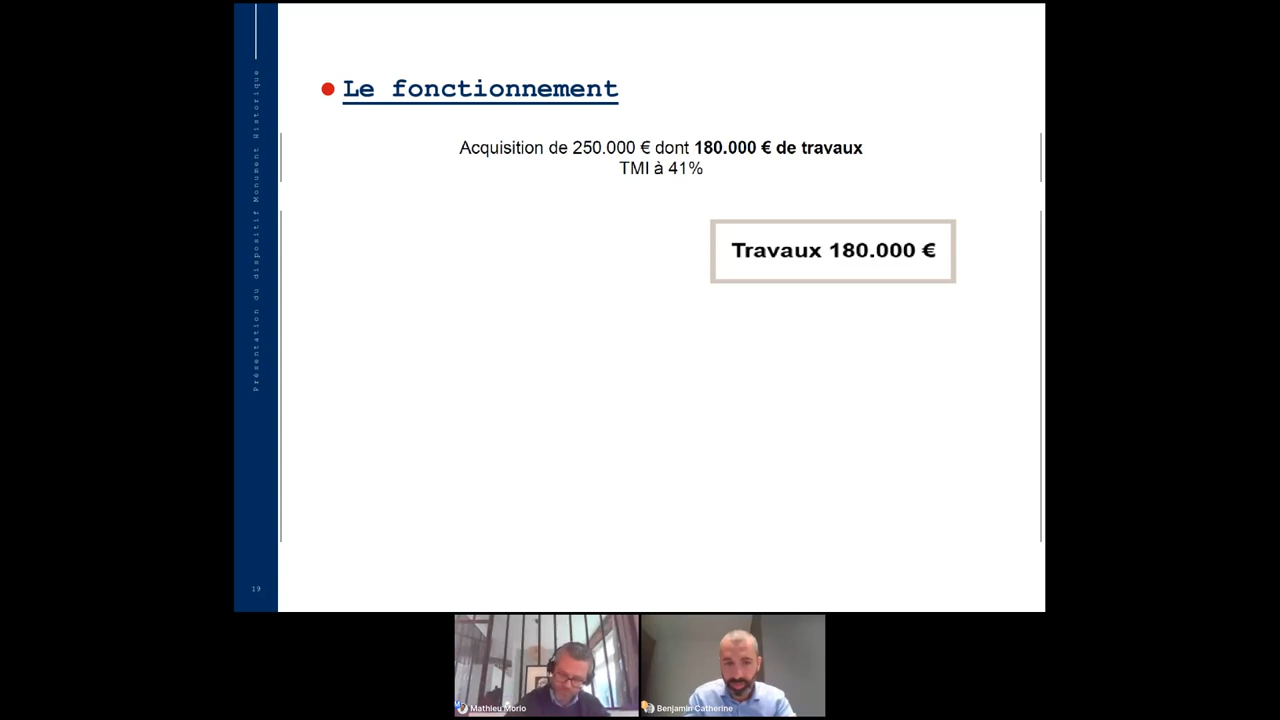 Présentation du dispositif Monument Historique
Le fonctionnement
Acquisition de 250.000 € dont 180.000 € de travaux
TMI à 41%
Travaux 180.000 €
19
Mathieu Morio
Benjamin Catherine